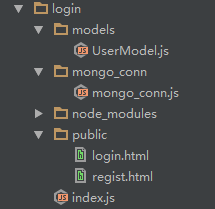 login
models
UserModel.js
mongo_conn
mongo_conn.js
node_modules
public
login.html
regist.html
index.js